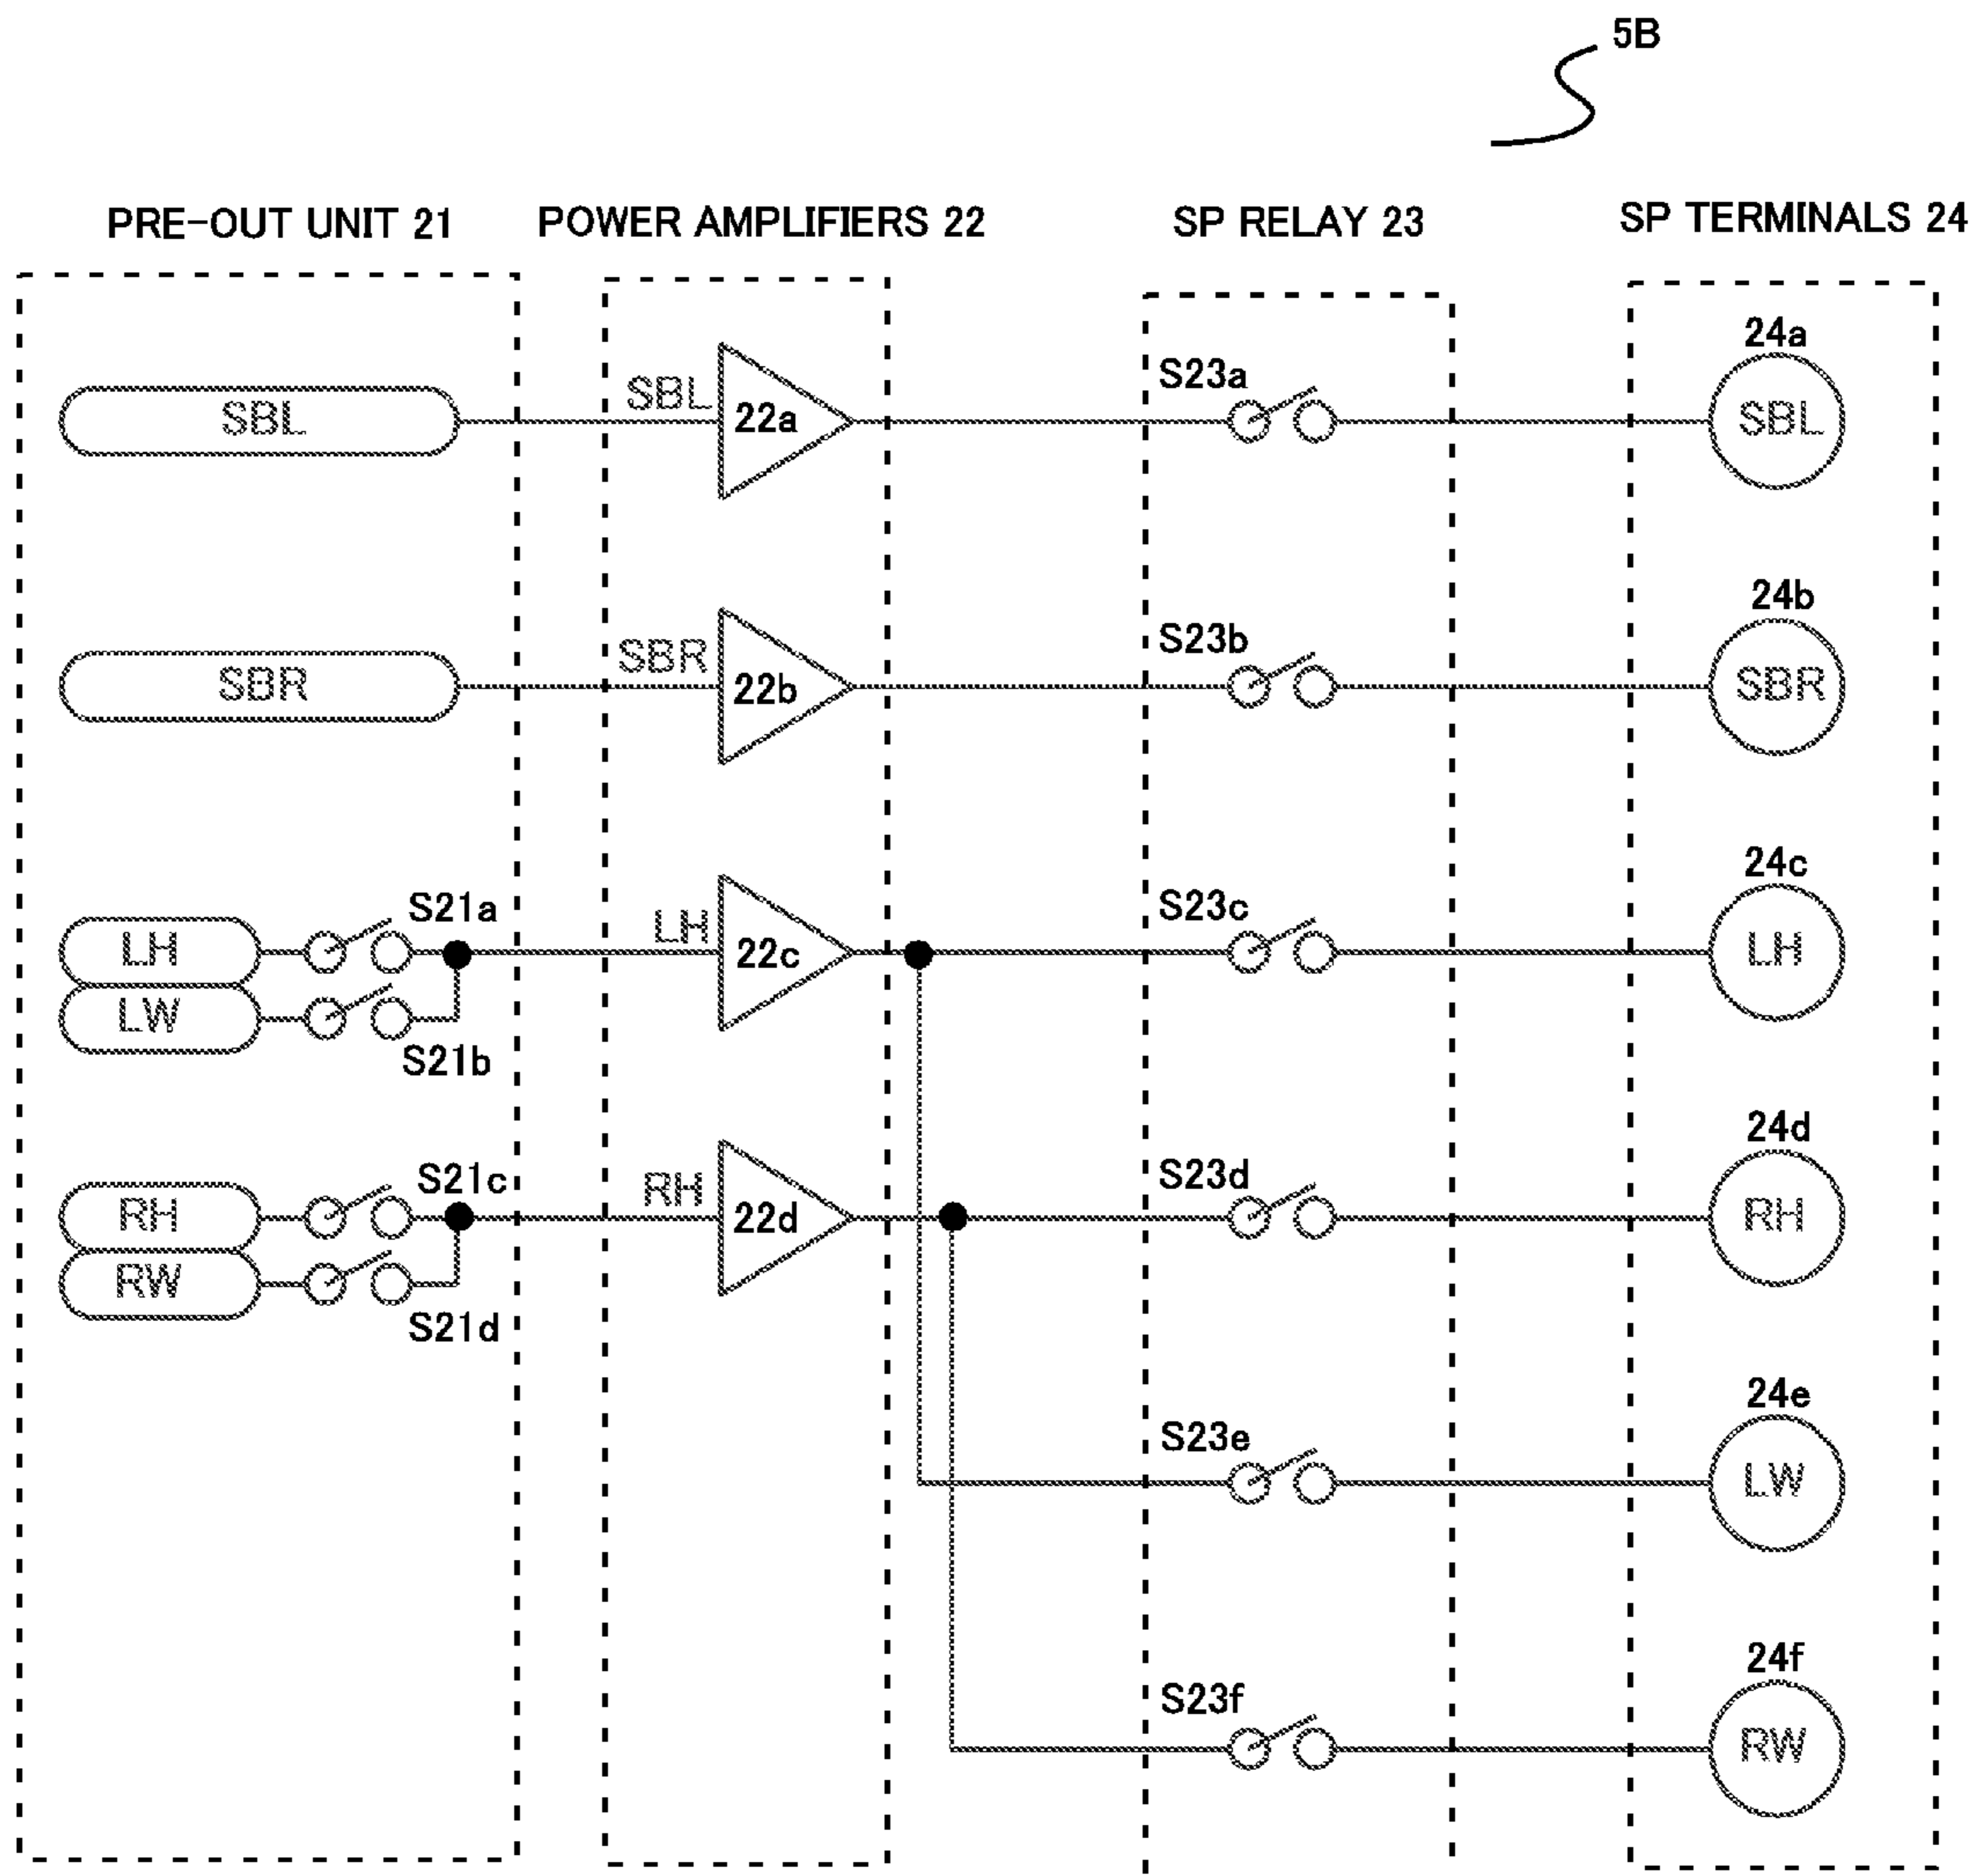 5B
PRE-OUT UNIT 21
POWER AMPLIFIERS 22
SP RELAY 23
SP TERMINALS 24
SBL
SBL
22a
S23a
24a
SBL
SBR
SBR
22b
S23b
24b
SBR
LH
S21a
LW
S21b
LH
22c
S23c
24c
LH
RH
S21c
RW
S21d
RH
22d
S23d
24d
RH
S23e
24e
LW
S23f
24f
RW